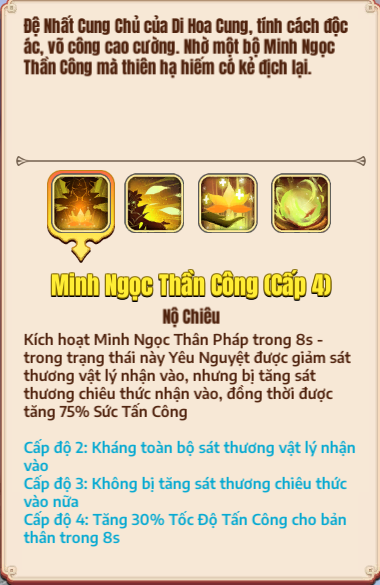 Đệ Nhất Cung Chủ của Di Hoa Cung, tính cách độc
ác, võ công cao cường. Nhờ một bộ Minh Ngọc
Thần Công mà thiên hạ hiếm có kẻ địch lại.
Minh Ngọc Thần Công (Cấp 4)
Nộ Chiêu
Kích hoạt Minh Ngọc Thân Pháp trong 8s -
trong trạng thái này Yêu Nguyệt được giảm sát
thương vật lý nhận vào, nhưng bị tăng sát
thương chiêu thức nhận vào, đồng thời được
tăng 75% Sức Tấn Công
Cấp độ 2: Kháng toàn bộ sát thương vật lý nhận
vào
Cấp độ 3: Không bị tăng sát thương chiêu thức
vào nữa
Cấp độ 4: Tăng 30% Tốc Độ Tấn Công cho bản
thân trong 8s